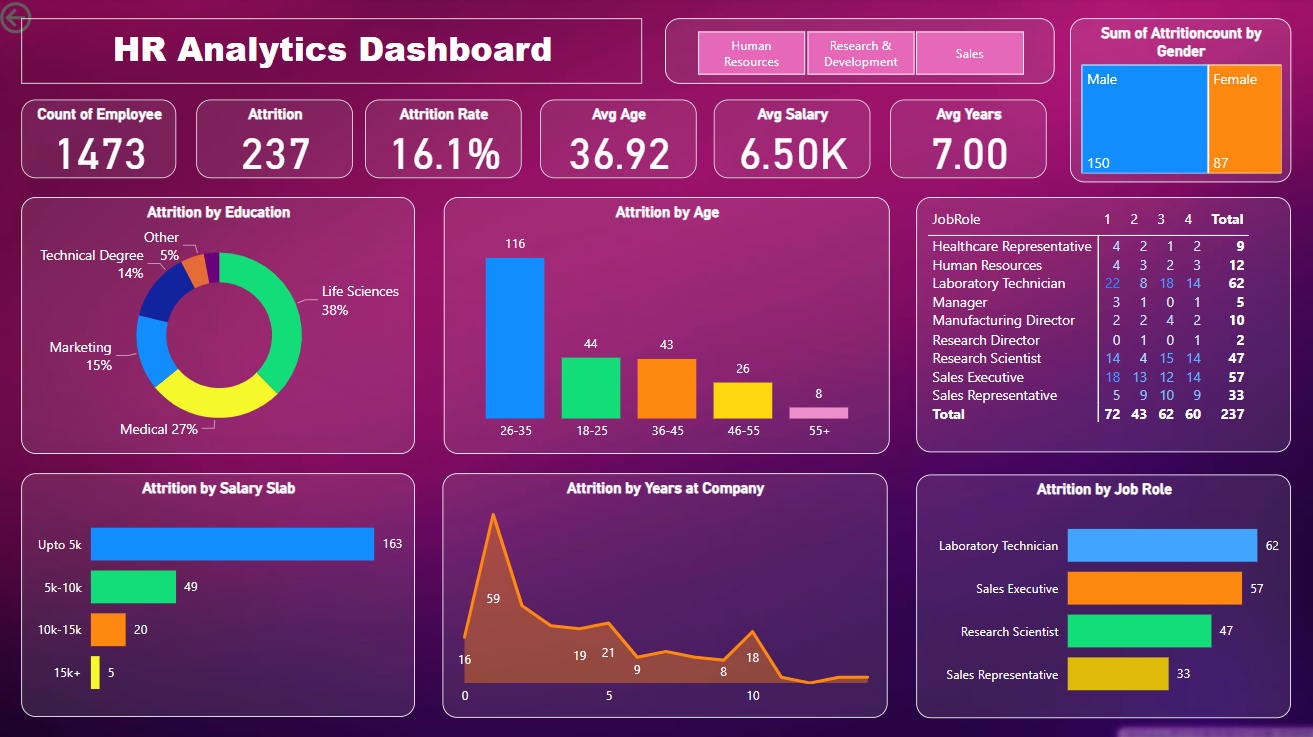 HR Analytics Dashboard
Human
Resources
Research &
Development
Sales
Sum of Attritioncount by
Gender
Male
Female
150
87
Count of Employee
1473
Attrition
237
Attrition Rate
16.1%
Avg Age
36.92
Avg Salary
6.50K
Avg Years
7.00
Attrition by Education
Other
5%
Technical Degree
14%
Life Sciences
38%
Marketing
15%
Medical 27%
Attrition by Age
116
44
43
26
8
26-35
18-25
36-45
46-55
55+
JobRole 1 2 3 4 Total
Healthcare Representative 4 2 1 2 9
Human Resources 4 3 2 3 12
Laboratory Technician 22 8 18 14 62
Manager 3 1 0 1 5
Manufacturing Director 2 2 4 2 10
Research Director 0 1 0 1 2
Research Scientist 14 4 15 14 47
Sales Executive 18 13 12 14 57
Sales Representative 5 9 10 9 33
Total 72 43 62 60 237
Attrition by Salary Slab
Upto 5k 163
5k-10k 49
10k-15k 20
15k+ 5
Attrition by Years at Company
59
16
19
21
9
8
18
0
5
10
Attrition by Job Role
Laboratory Technician 62
Sales Executive 57
Research Scientist 47
Sales Representative 33